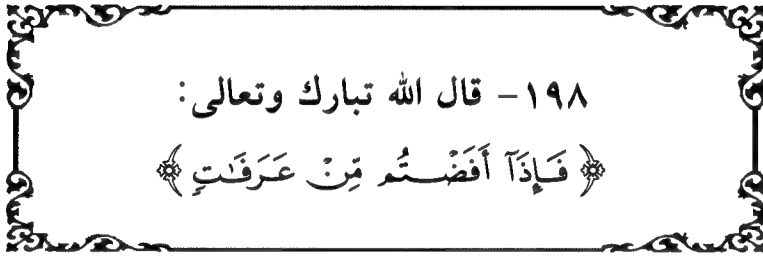 ١٩٨- قال الله تبارك وتعالى:
﴿فَإِذَآ أَفَضْتُم مِّنْ عَرَفَٰتٍ﴾